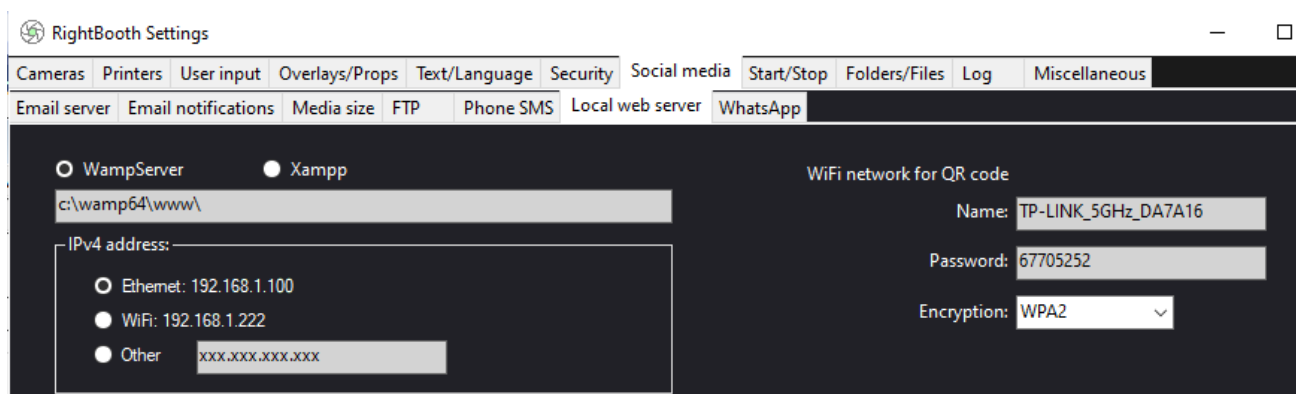 RightBooth Settings
Cameras Printers User input Overlays/Props Text/Language Security Social media Start/Stop Folders/Files Log Miscellaneous
Email server Email notifications Media size FTP Phone SMS Local web server WhatsApp
WampServer Xampp
c:\wamp64\www\
IPv4 address:
Ethernet: 192.168.1.100
WiFi: 192.168.1.222
Other xxx.xxx.xxx.xxx
WiFi network for QR code
Name: TP-LINK_5GHz_DA7A16
Password: 67705252
Encryption: WPA2